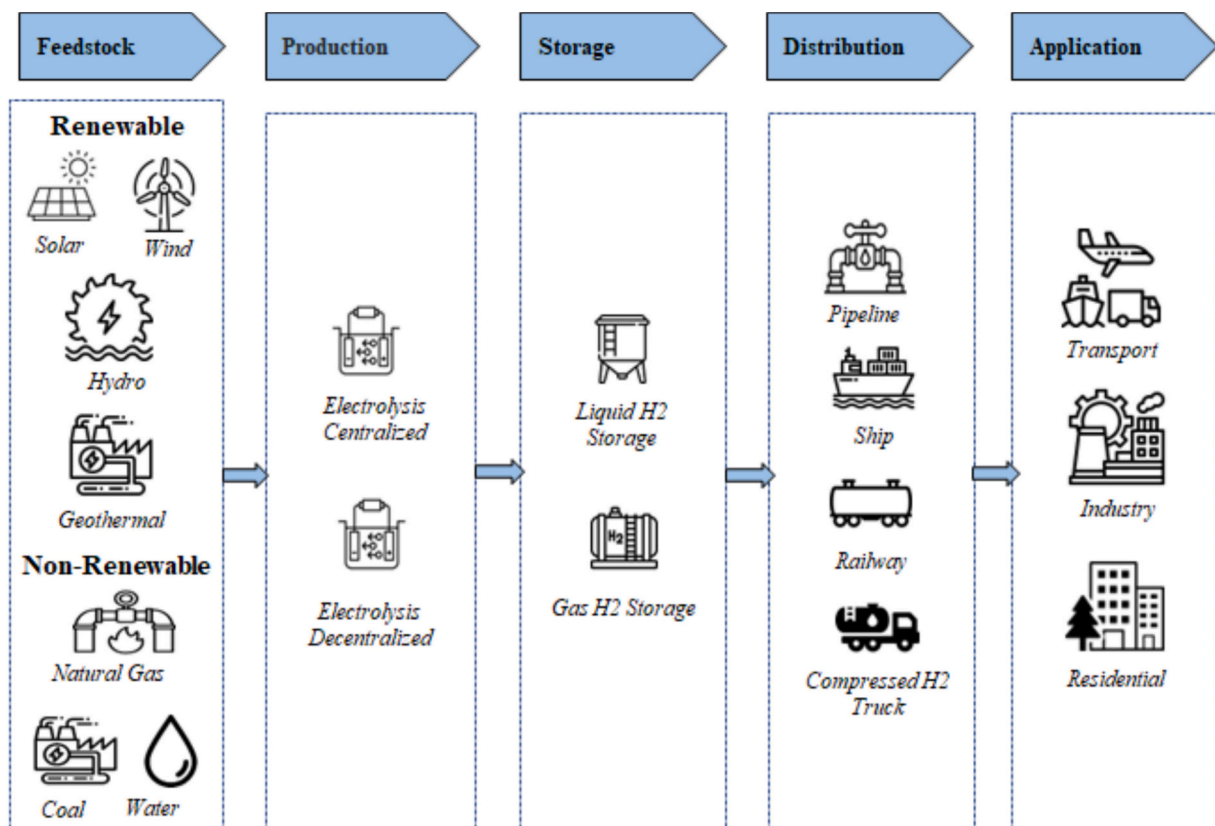 Feedstock
Production
Storage
Distribution
Application
Renewable
Solar
Wind
Hydro
Geothermal
Non-Renewable
Natural Gas
Coal
Water
Electrolysis
Centralized
Electrolysis
Decentralized
Liquid H2
Storage
H2
Gas H2 Storage
Pipeline
Ship
Railway
Compressed H2
Truck
Transport
Industry
Residential